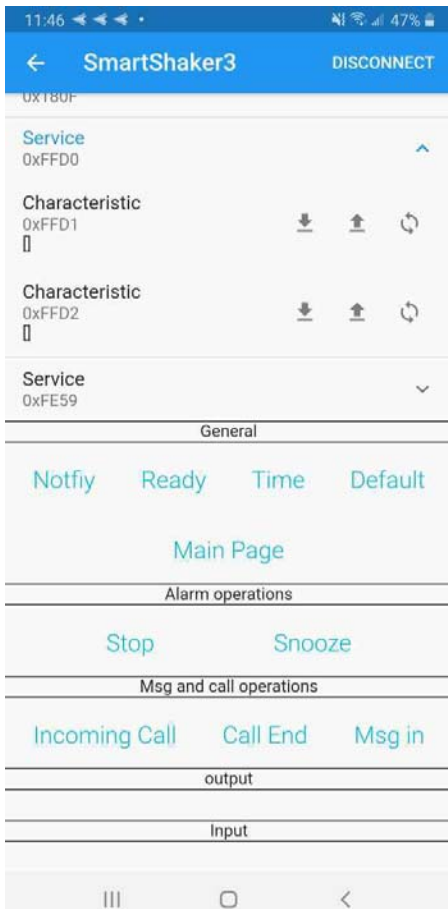 11:46 47%
SmartShaker3 DISCONNECT
0x180F
Service
0xFFD0
Characteristic
0xFFD1
[]
Characteristic
0xFFD2
[]
Service
0xFE59
General
Notfiy Ready Time Default
Main Page
Alarm operations
Stop Snooze
Msg and call operations
Incoming Call Call End Msg in
output
Input